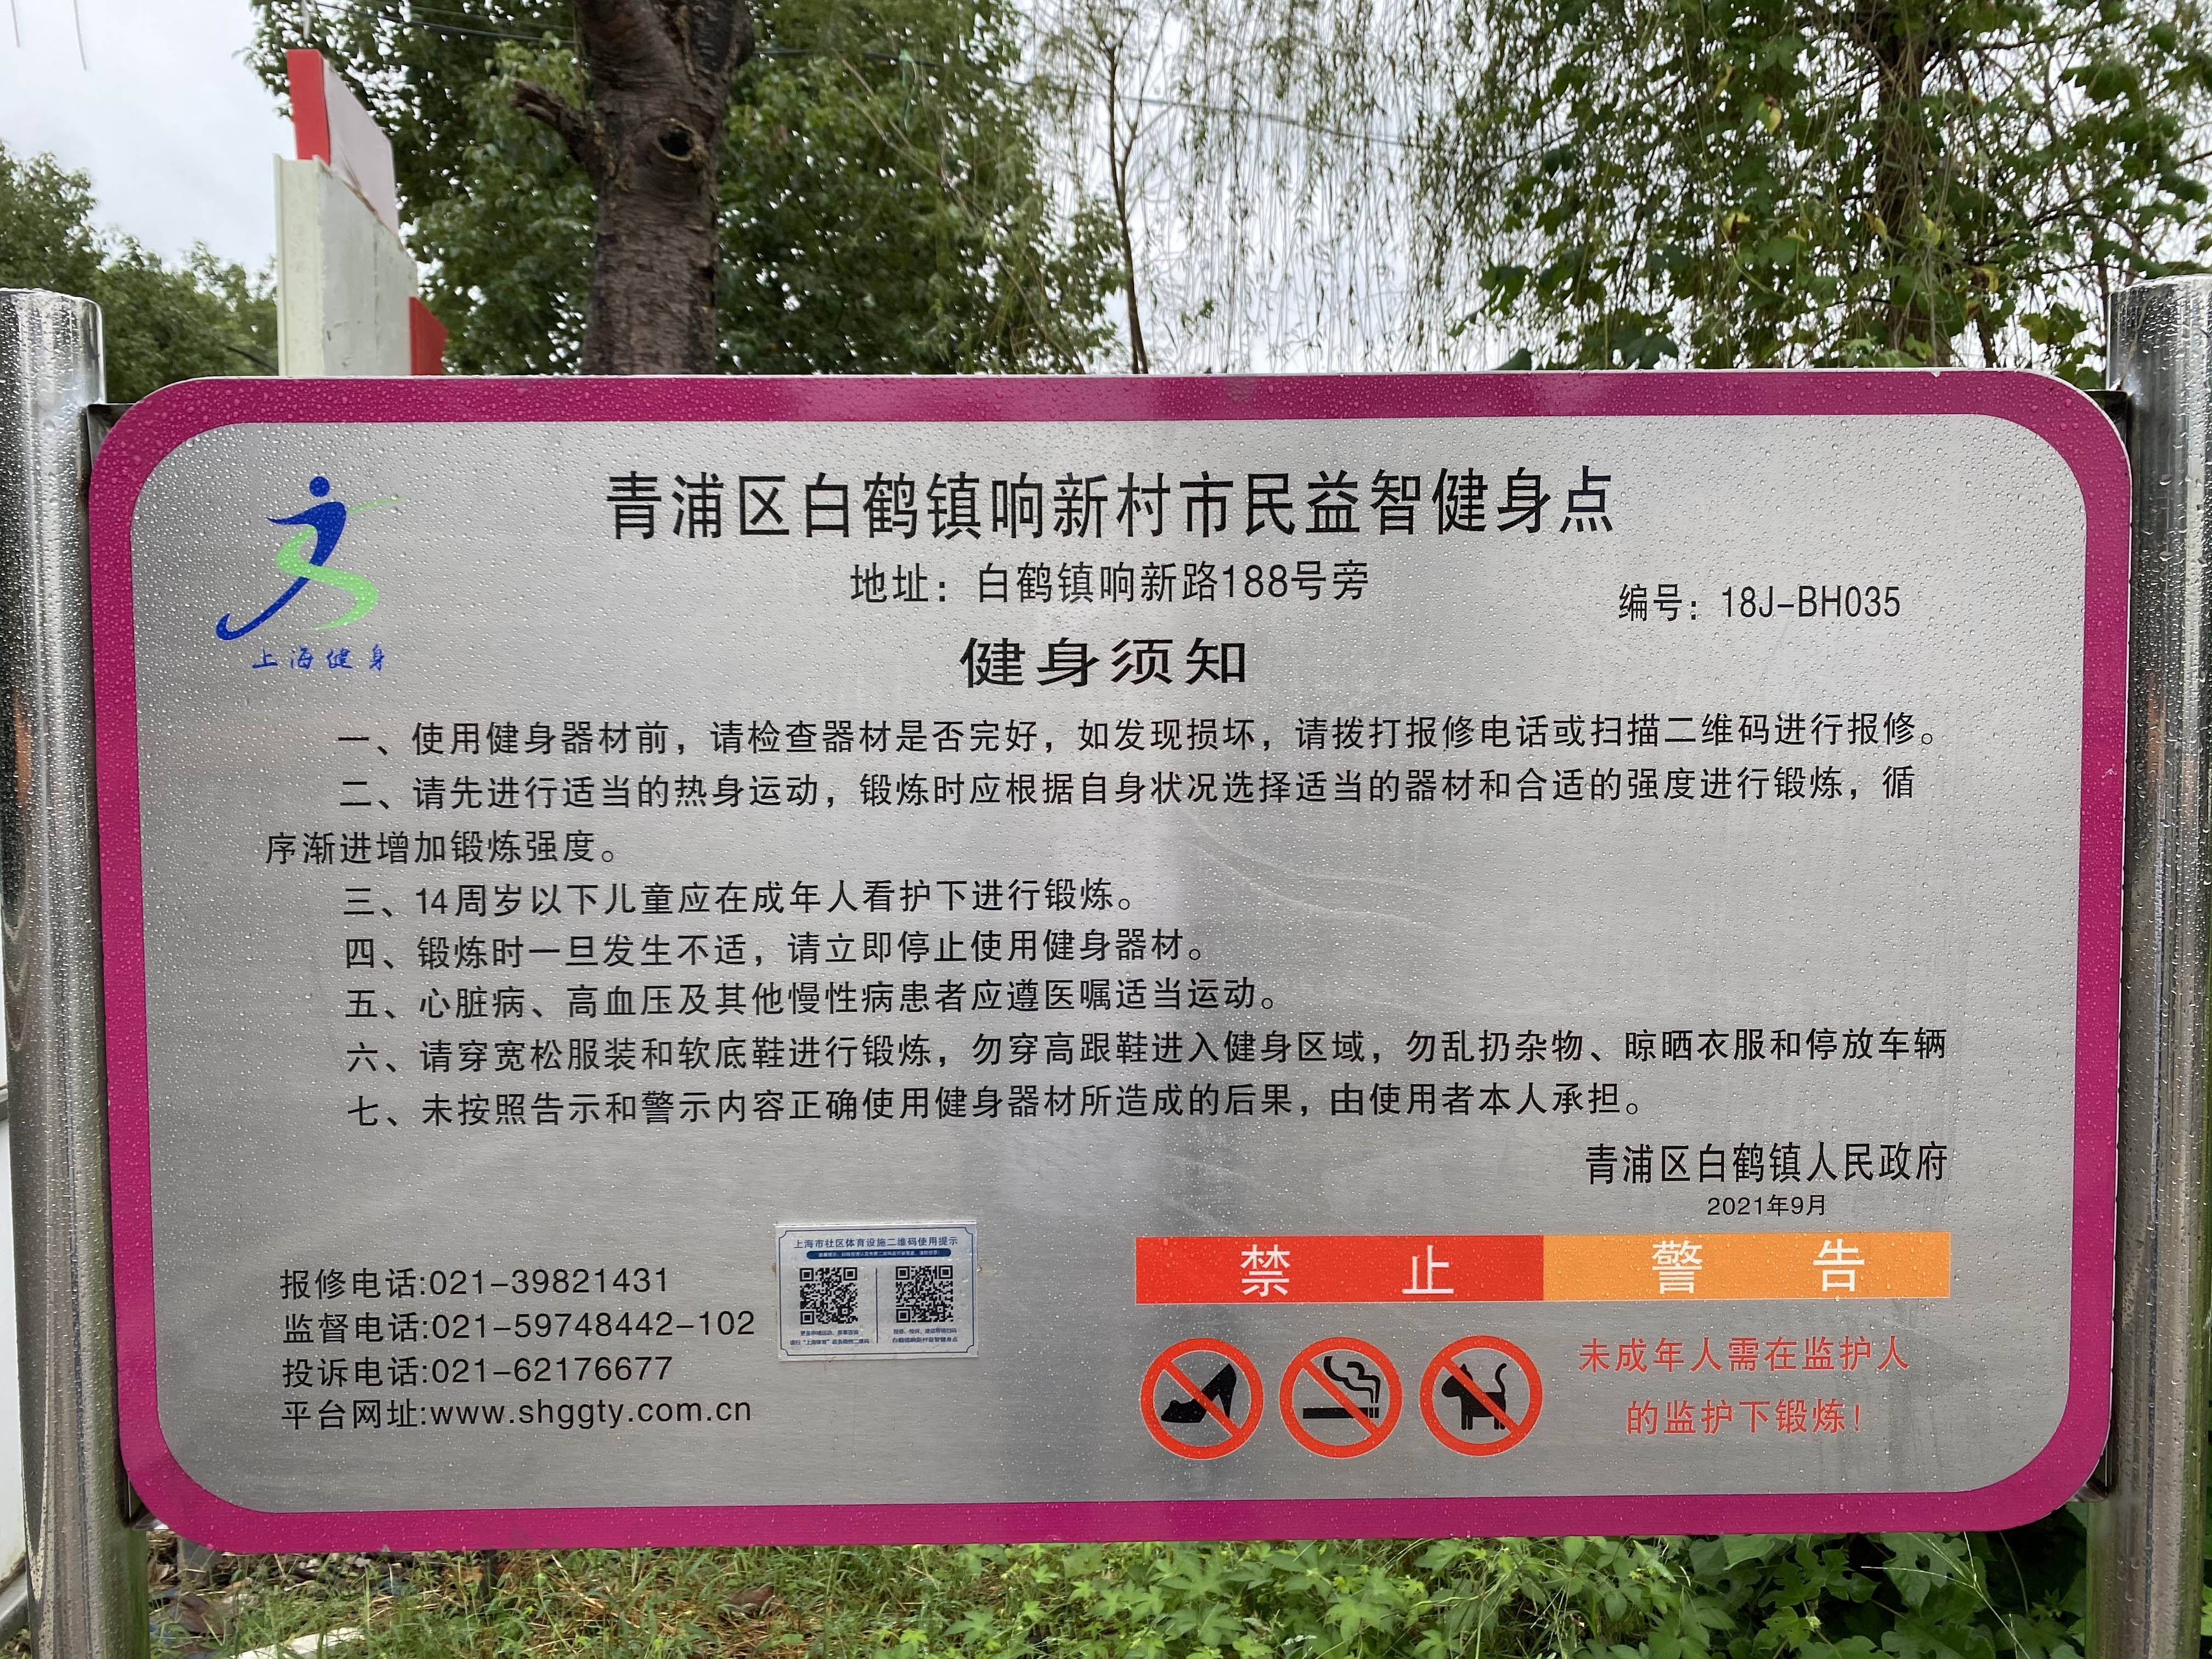 青浦区白鹤镇响新村市民益智健身点
地址：白鹤镇响新路188号旁
编号：18J-BH035
上海健身
健身须知
一、使用健身器材前，请检查器材是否完好，如发现损坏，请拨打报修电话或扫描二维码进行报修。
二、请先进行适当的热身运动，锻炼时应根据自身状况选择适当的器材和合适的强度进行锻炼，循
序渐进增加锻炼强度。
三、14周岁以下儿童应在成年人看护下进行锻炼。
四、锻炼时一旦发生不适，请立即停止使用健身器材。
五、心脏病、高血压及其他慢性病患者应遵医嘱适当运动。
六、请穿宽松服装和软底鞋进行锻炼，勿穿高跟鞋进入健身区域，勿乱扔杂物、晾晒衣服和停放车辆
七、未按照告示和警示内容正确使用健身器材所造成的后果，由使用者本人承担。
青浦区白鹤镇人民政府
2021年9月
报修电话:021-39821431
监督电话:021-59748442-102
投诉电话:021-62176677
平台网址:www.shggty.com.cn
上海市社区体育设施二维码使用提示
白鹤镇响新村益智健身点
禁止
警告
未成年人需在监护人
的监护下锻炼！